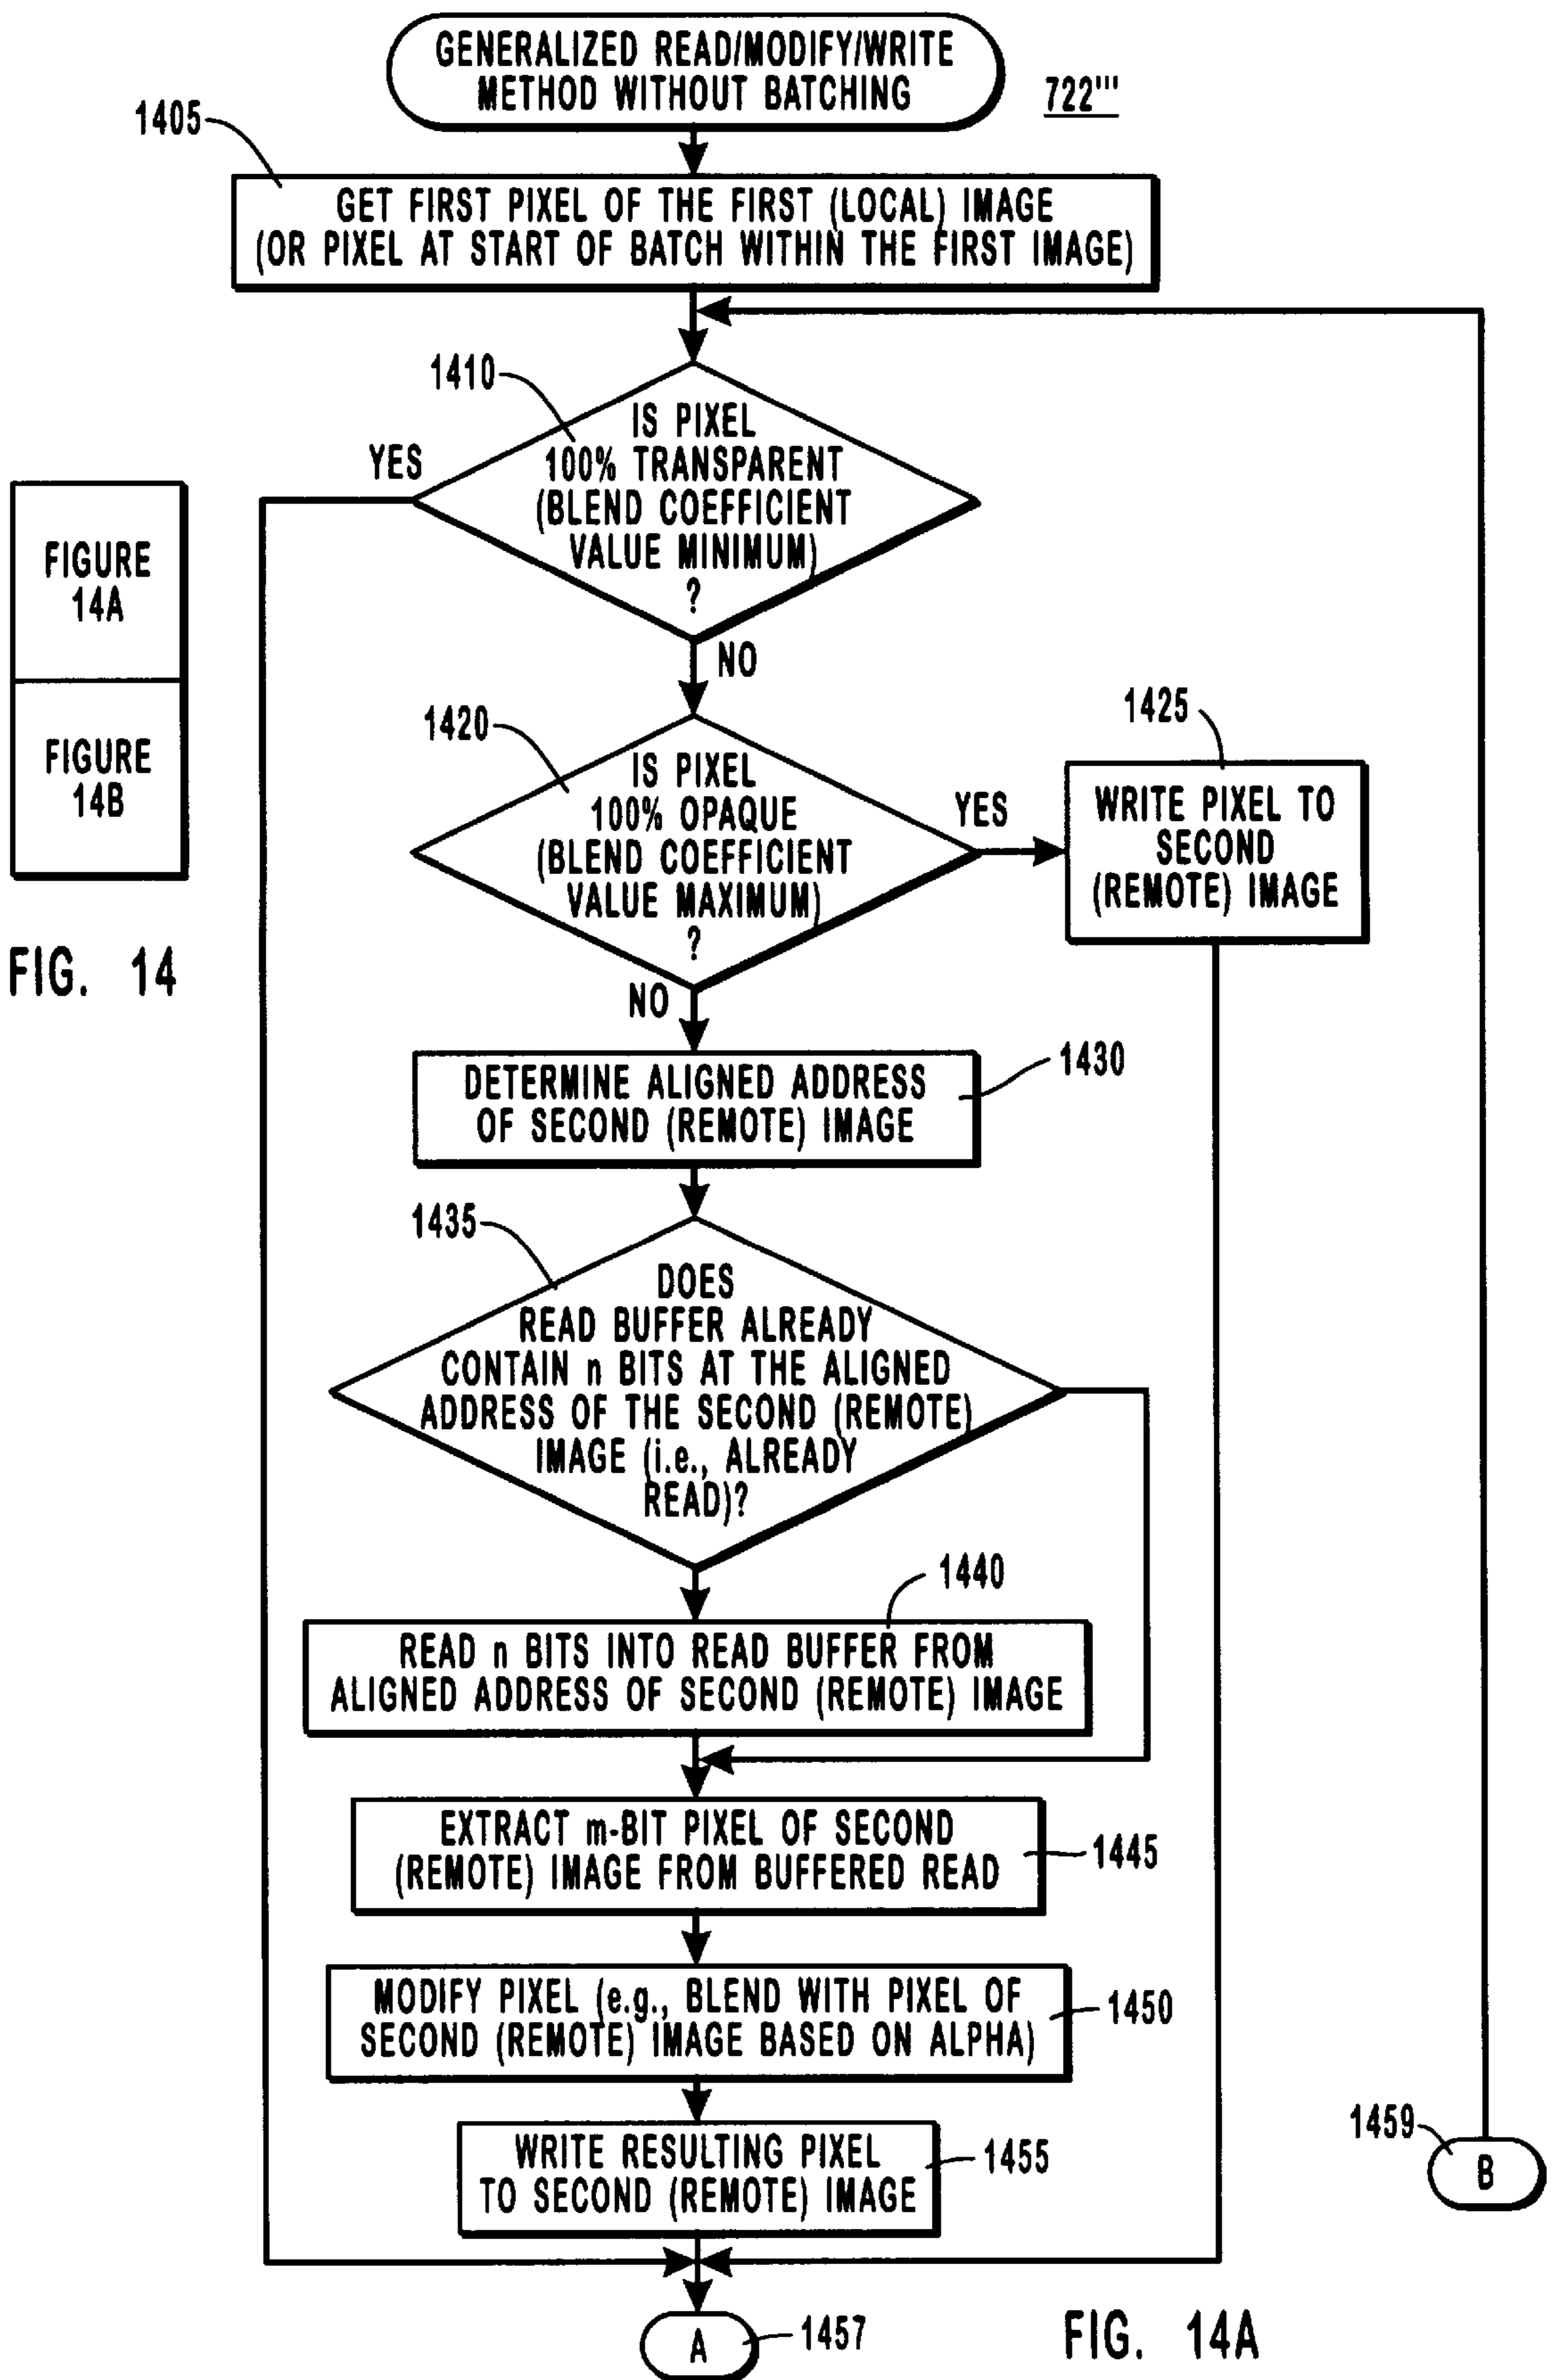 GENERALIZED READ/MODIFY/WRITE
METHOD WITHOUT BATCHING
722'''
1405
GET FIRST PIXEL OF THE FIRST (LOCAL) IMAGE
(OR PIXEL AT START OF BATCH WITHIN THE FIRST IMAGE)
1410
IS PIXEL
100% TRANSPARENT
(BLEND COEFFICIENT
VALUE MINIMUM)
?
YES
NO
FIGURE
14A
FIGURE
14B
FIG. 14
1420
IS PIXEL
100% OPAQUE
(BLEND COEFFICIENT
VALUE MAXIMUM)
?
YES
NO
1425
WRITE PIXEL TO
SECOND
(REMOTE) IMAGE
DETERMINE ALIGNED ADDRESS
OF SECOND (REMOTE) IMAGE
1430
1435
DOES
READ BUFFER ALREADY
CONTAIN n BITS AT THE ALIGNED
ADDRESS OF THE SECOND (REMOTE)
IMAGE (i.e., ALREADY
READ)?
1440
READ n BITS INTO READ BUFFER FROM
ALIGNED ADDRESS OF SECOND (REMOTE) IMAGE
EXTRACT m-BIT PIXEL OF SECOND
(REMOTE) IMAGE FROM BUFFERED READ
1445
MODIFY PIXEL (e.g., BLEND WITH PIXEL OF
SECOND (REMOTE) IMAGE BASED ON ALPHA)
1450
WRITE RESULTING PIXEL
TO SECOND (REMOTE) IMAGE
1455
1459
B
A
1457
FIG. 14A